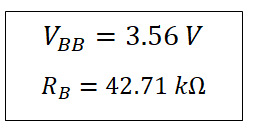 V_BB = 3.56 V
R_B = 42.71 kΩ